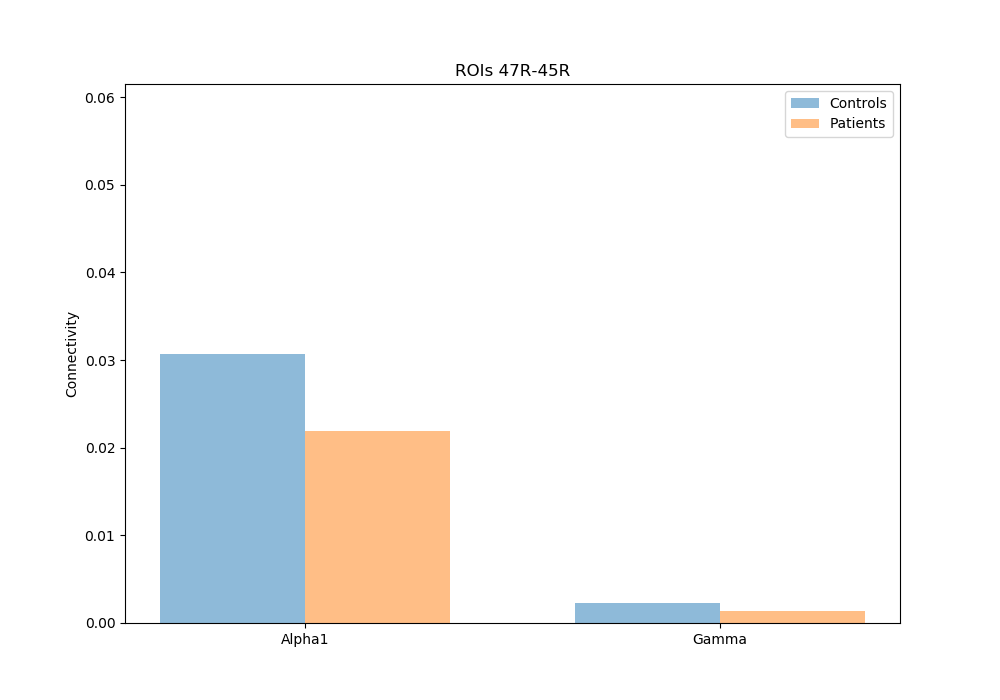 ROIs 47R-45R
Controls
Patients
0.06
0.05
0.04
0.03
0.02
0.01
0.00
Connectivity
Alpha1
Gamma